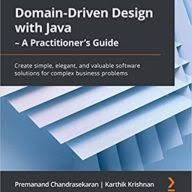 Domain-Driven Design
with Java
– A Practitioner's Guide
Create simple, elegant, and valuable software
solutions for complex business problems
Premanand Chandrasekaran | Karthik Krishnan